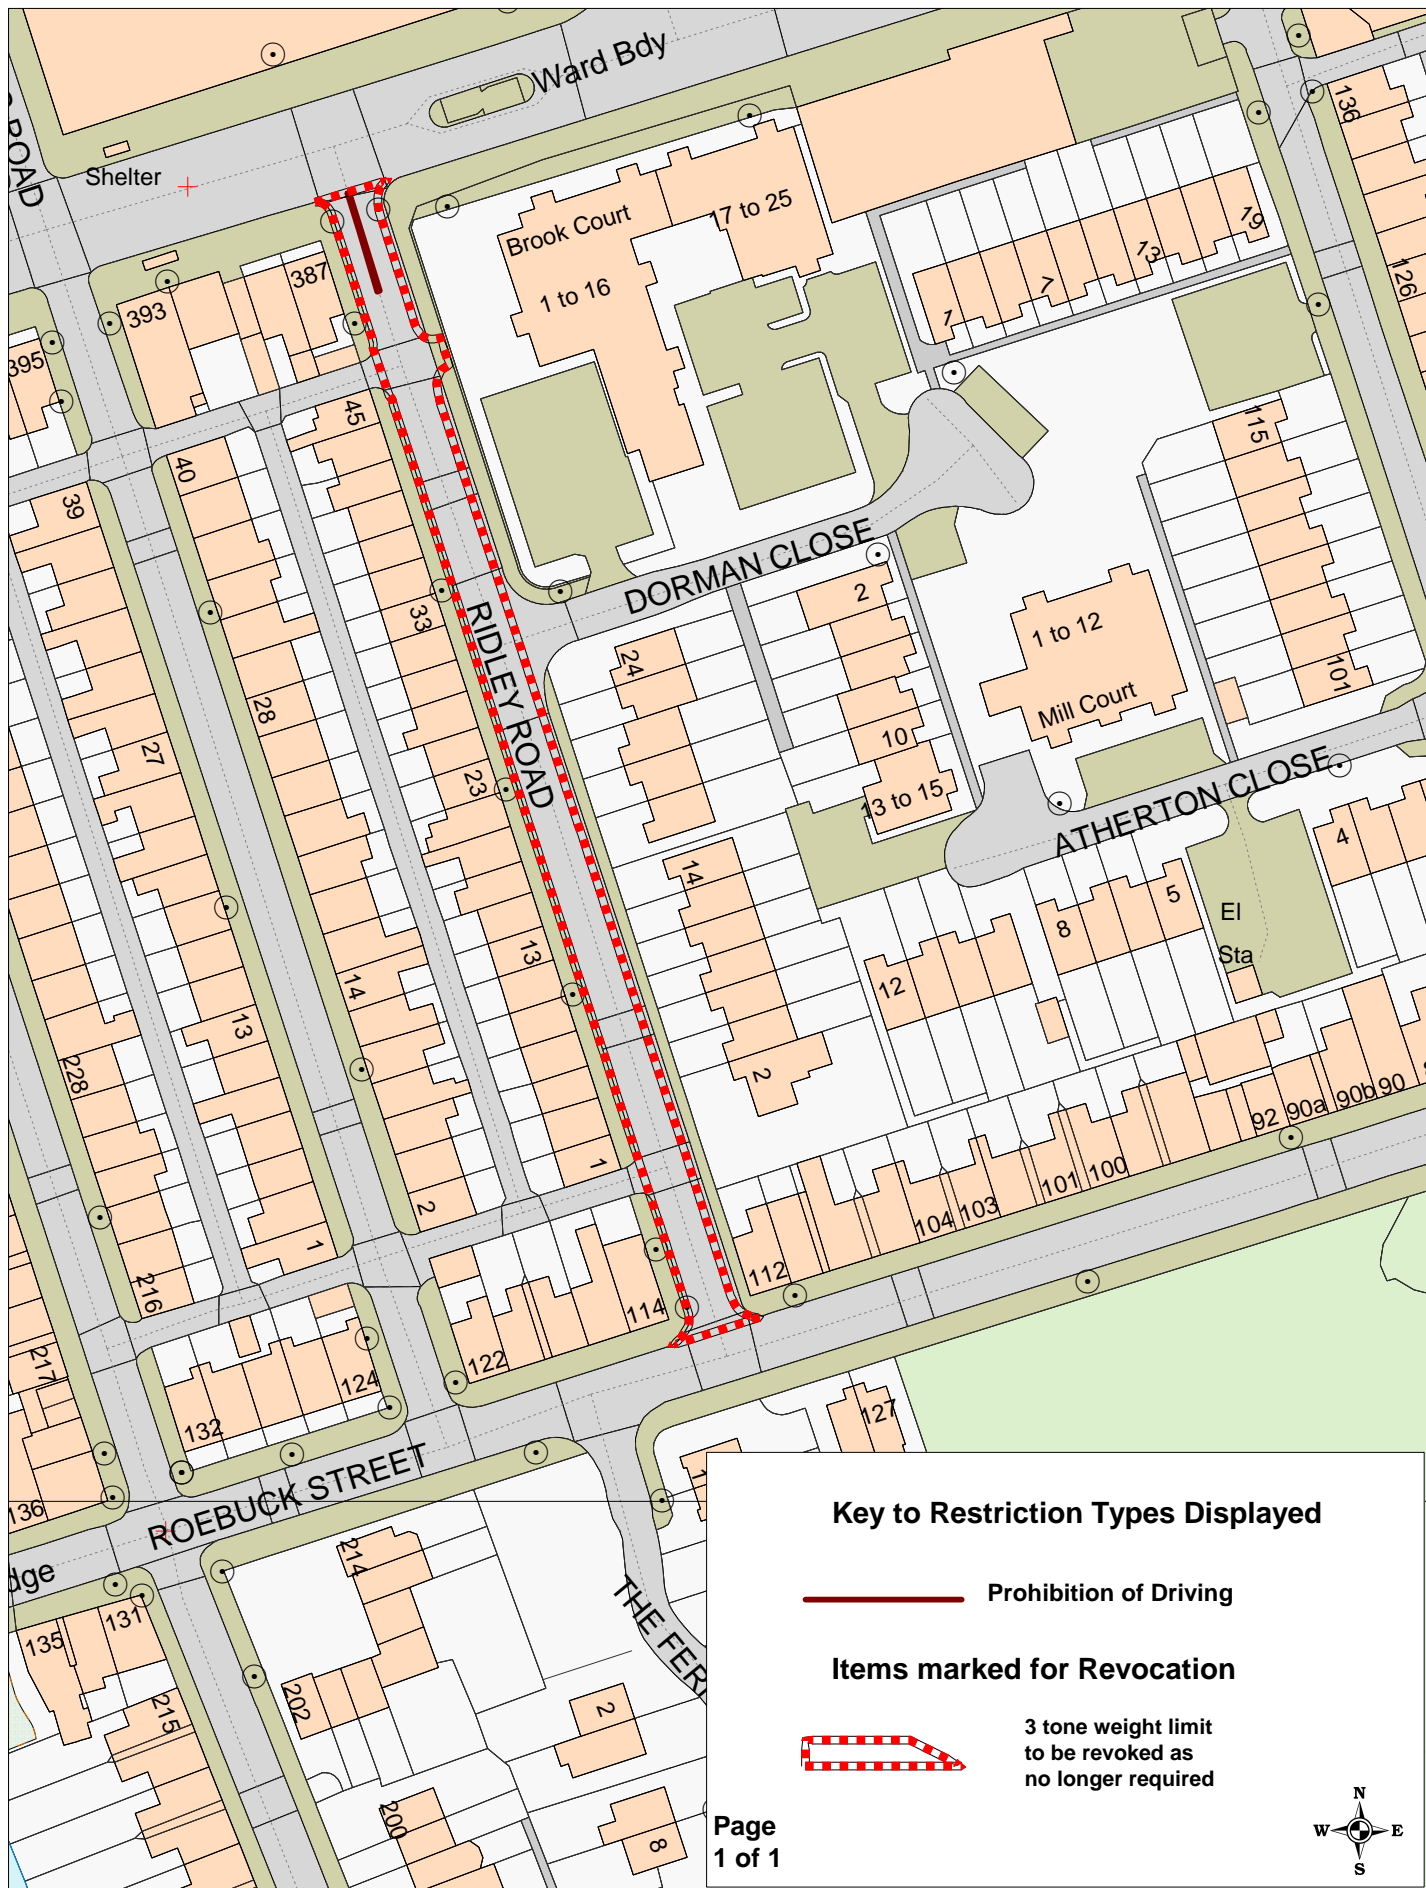 Ward Bdy
ROAD
Shelter
136
Brook Court
17 to 25
1 to 16
19
13
7
1
126
387
393
395
45
40
39
115
DORMAN CLOSE
2
33
RIDLEY ROAD
24
1 to 12
Mill Court
101
28
27
10
13 to 15
23
ATHERTON CLOSE
4
14
5
8
El
Sta
12
13
14
13
228
2
92
90a
90b
90
101
100
104
103
1
2
1
216
112
114
122
124
132
217
127
136
ROEBUCK STREET
dge
214
THE FER
135
131
215
202
2
200
8
Key to Restriction Types Displayed
Prohibition of Driving
Items marked for Revocation
3 tone weight limit
to be revoked as
no longer required
Page
1 of 1
N
W
E
S